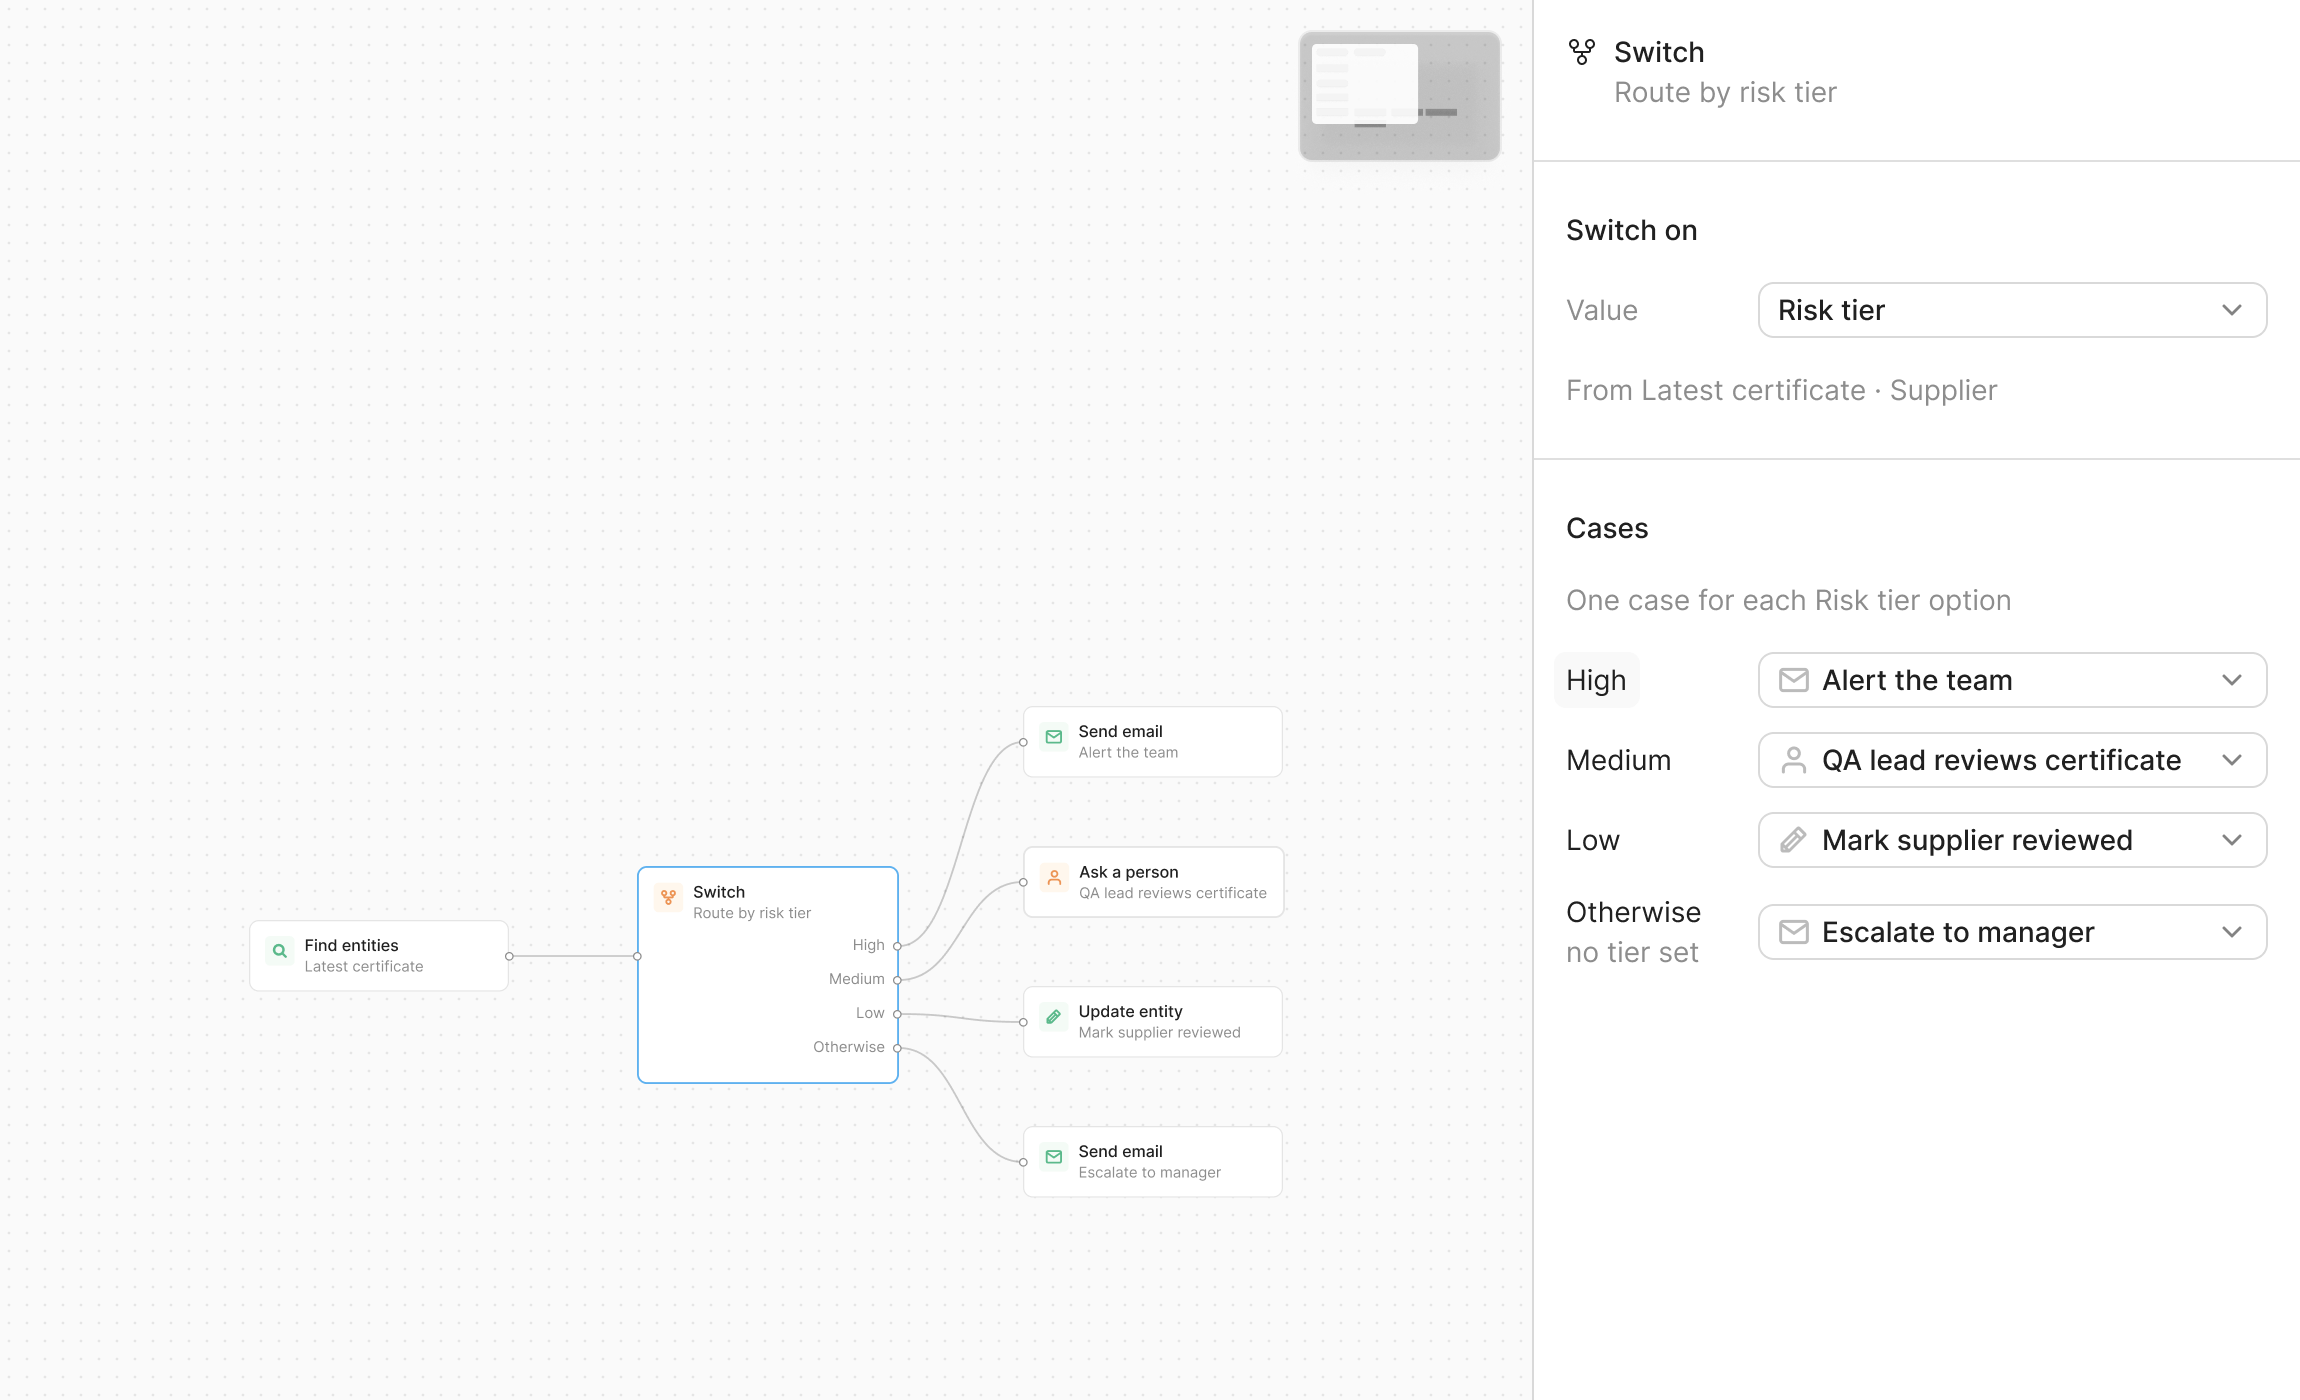 Find entities
Latest certificate
Switch
Route by risk tier
High
Medium
Low
Otherwise
Send email
Alert the team
Ask a person
QA lead reviews certificate
Update entity
Mark supplier reviewed
Send email
Escalate to manager
Switch
Route by risk tier
Switch on
Value
Risk tier
From Latest certificate · Supplier
Cases
One case for each Risk tier option
High
Alert the team
Medium
QA lead reviews certificate
Low
Mark supplier reviewed
Otherwise
no tier set
Escalate to manager